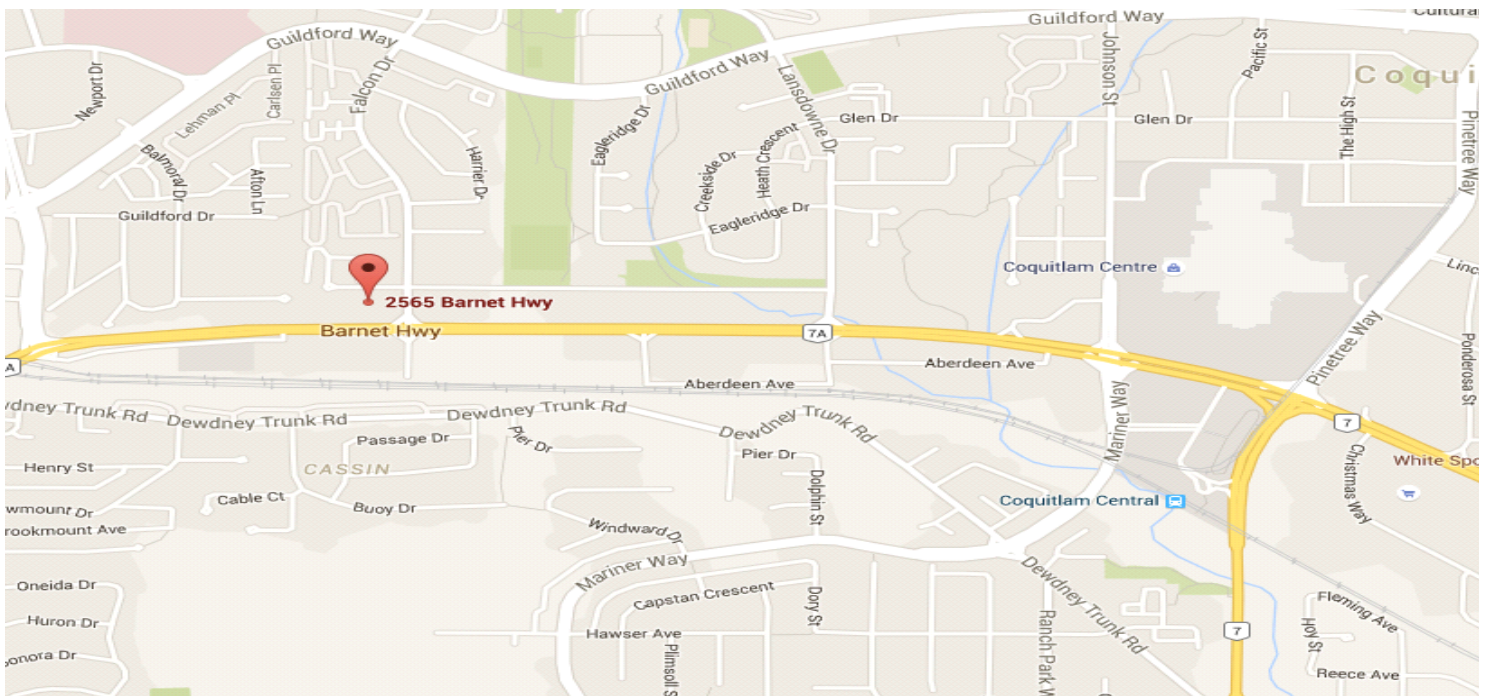 Guildford Way
Cultura
Guildford Way
Johnson St
Pacific St
Coqui
Newport Dr
Carlsen Pl
Falcon Dr
Guildford Way
Lansdowne Dr
Lehman Pl
Eagleridge Dr
Glen Dr
Glen Dr
The High St
Pinetree Way
Balmoral Dr
Harrier Dr
Creekside Dr
Heath Crescent
Afton Ln
Guildford Dr
Eagleridge Dr
Coquitlam Centre
Linc
2565 Barnet Hwy
Barnet Hwy
7A
Pinetree Way
Ponderosa St
A
Aberdeen Ave
Aberdeen Ave
Mariner Way
wdney Trunk Rd
Dewdney Trunk Rd
Dewdney Trunk Rd
Dewdney Trunk Rd
7
Passage Dr
Pier Dr
Pier Dr
Christmas Way
White Spo
Henry St
CASSIN
Dolphin St
Cable Ct
Buoy Dr
Coquitlam Central
wmount Dr
rookmount Ave
Windward Dr
Mariner Way
Oneida Dr
Capstan Crescent
Dory St
Dewdney Trunk Rd
Fleming Ave
Huron Dr
Hawser Ave
Ranch Park W
7
Hoy St
onora Dr
Plimsoll S
Reece Ave